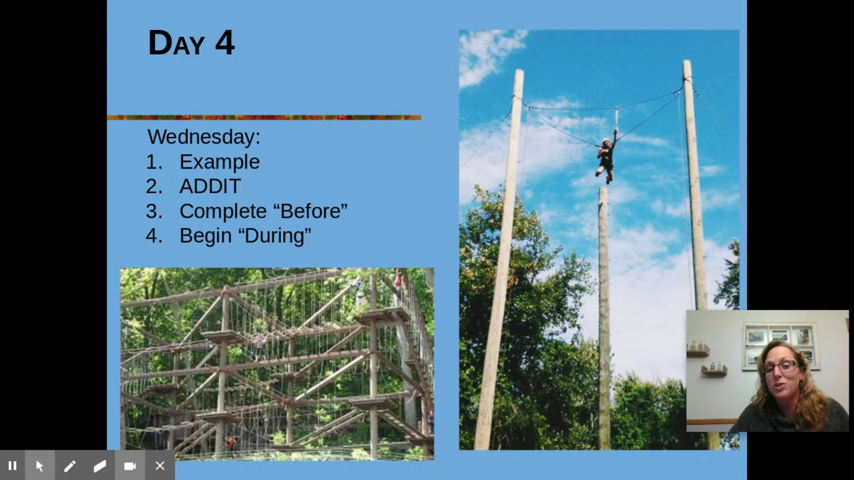 DAY 4
Wednesday:
1. Example
2. ADDIT
3. Complete “Before”
4. Begin “During”